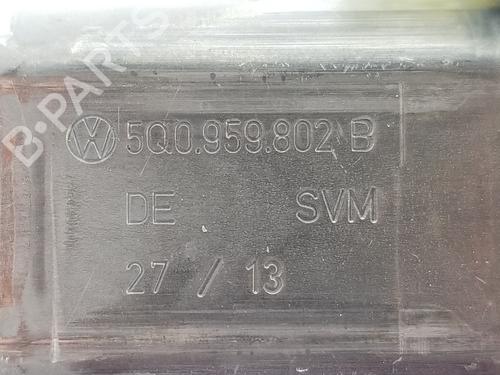 5Q0.959.802 B
DE SVM
27 / 13
B-PARTS